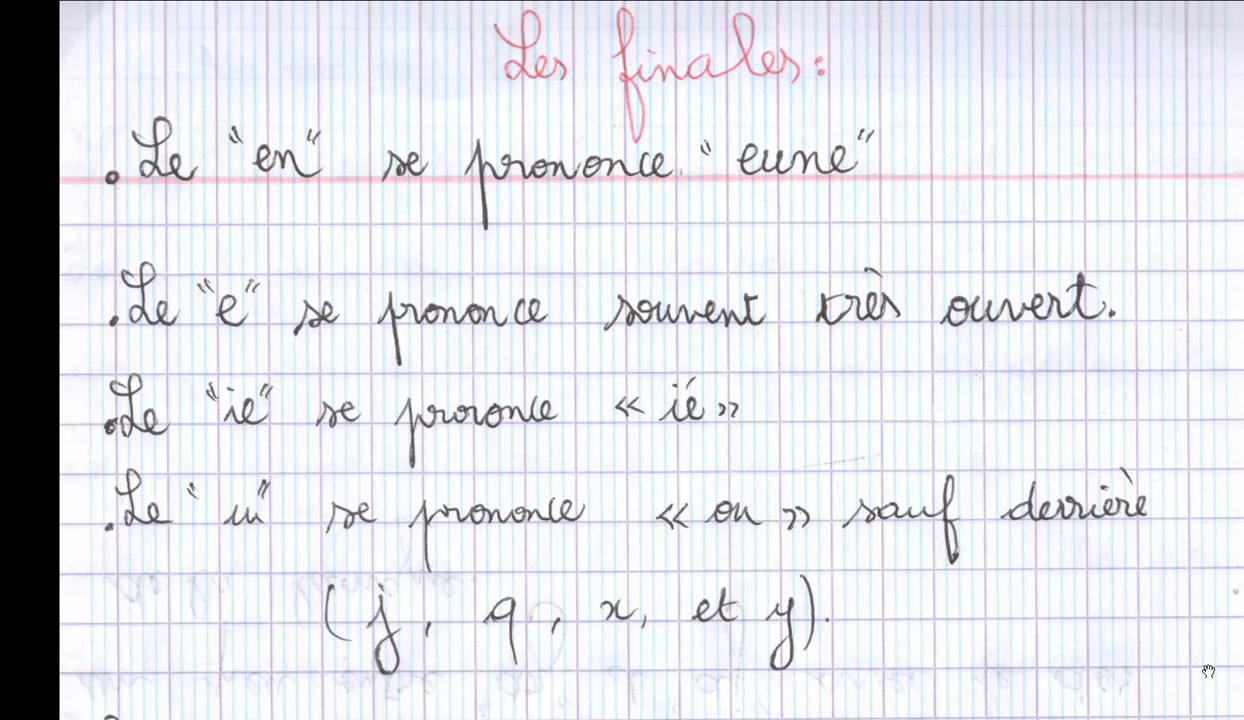 Les finales:
. Le "en" se prononce "eune"
. Le "e" se prononce souvent très ouvert.
. Le "ie" se prononce « ié »
. Le "u" se prononce « ou » sauf derrière
(j, q, x, et y).